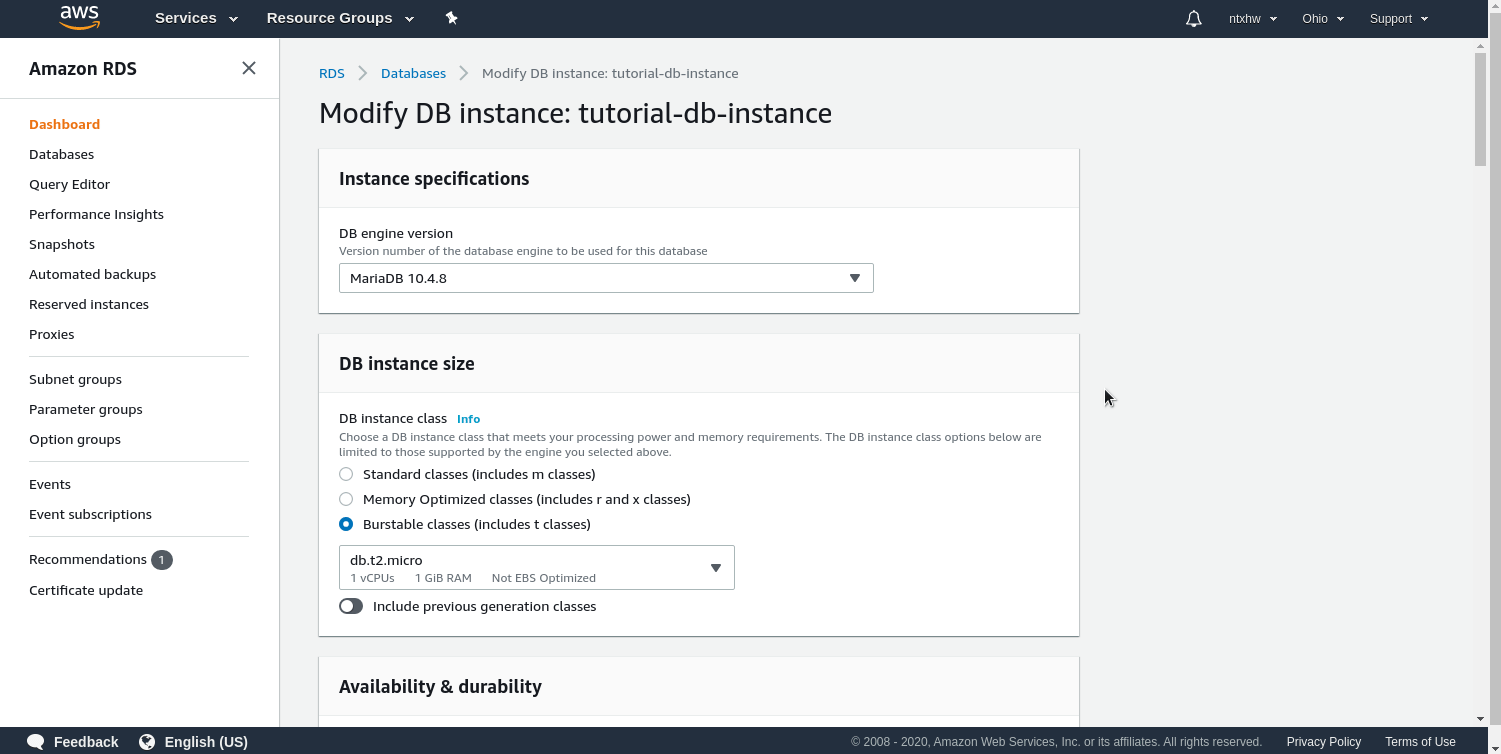 aws
Services
Resource Groups
ntxhw
Ohio
Support
Amazon RDS
Dashboard
Databases
Query Editor
Performance Insights
Snapshots
Automated backups
Reserved instances
Proxies
Subnet groups
Parameter groups
Option groups
Events
Event subscriptions
Recommendations 1
Certificate update
RDS
Databases
Modify DB instance: tutorial-db-instance
Modify DB instance: tutorial-db-instance
Instance specifications
DB engine version
Version number of the database engine to be used for this database
MariaDB 10.4.8
DB instance size
DB instance class Info
Choose a DB instance class that meets your processing power and memory requirements. The DB instance class options below are
limited to those supported by the engine you selected above.
Standard classes (includes m classes)
Memory Optimized classes (includes r and x classes)
Burstable classes (includes t classes)
db.t2.micro
1 vCPUs 1 GiB RAM Not EBS Optimized
Include previous generation classes
Availability & durability
Feedback
English (US)
© 2008 - 2020, Amazon Web Services, Inc. or its affiliates. All rights reserved.
Privacy Policy
Terms of Use